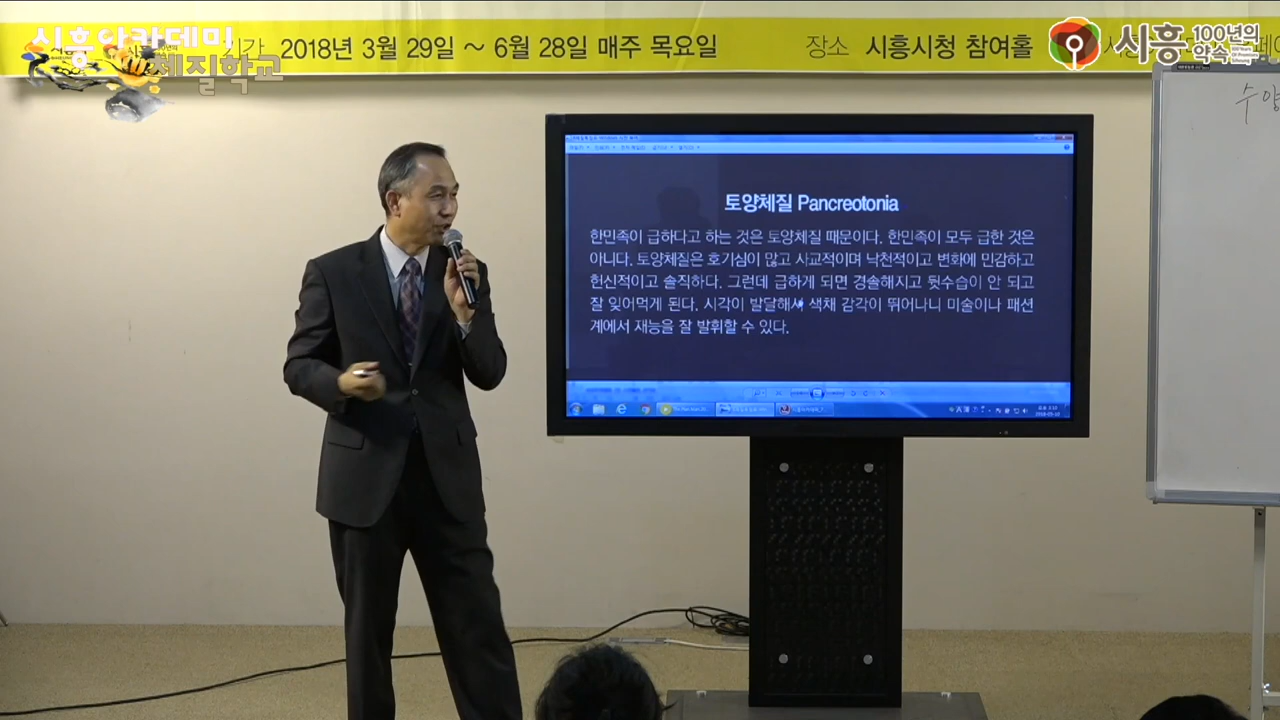 시흥아카데미
체질학교
시간 2018년 3월 29일 ~ 6월 28일 매주 목요일
장소 시흥시청 참여홀
시흥 100년의 약속
수양
토양체질 Pancreotonia
한민족이 급하다고 하는 것은 토양체질 때문이다. 한민족이 모두 급한 것은
아니다. 토양체질은 호기심이 많고 사교적이며 낙천적이고 변화에 민감하고
헌신적이고 솔직하다. 그런데 급하게 되면 경솔해지고 뒷수습이 안 되고
잘 잊어먹게 된다. 시각이 발달해서 색채 감각이 뛰어나니 미술이나 패션
계에서 재능을 잘 발휘할 수 있다.